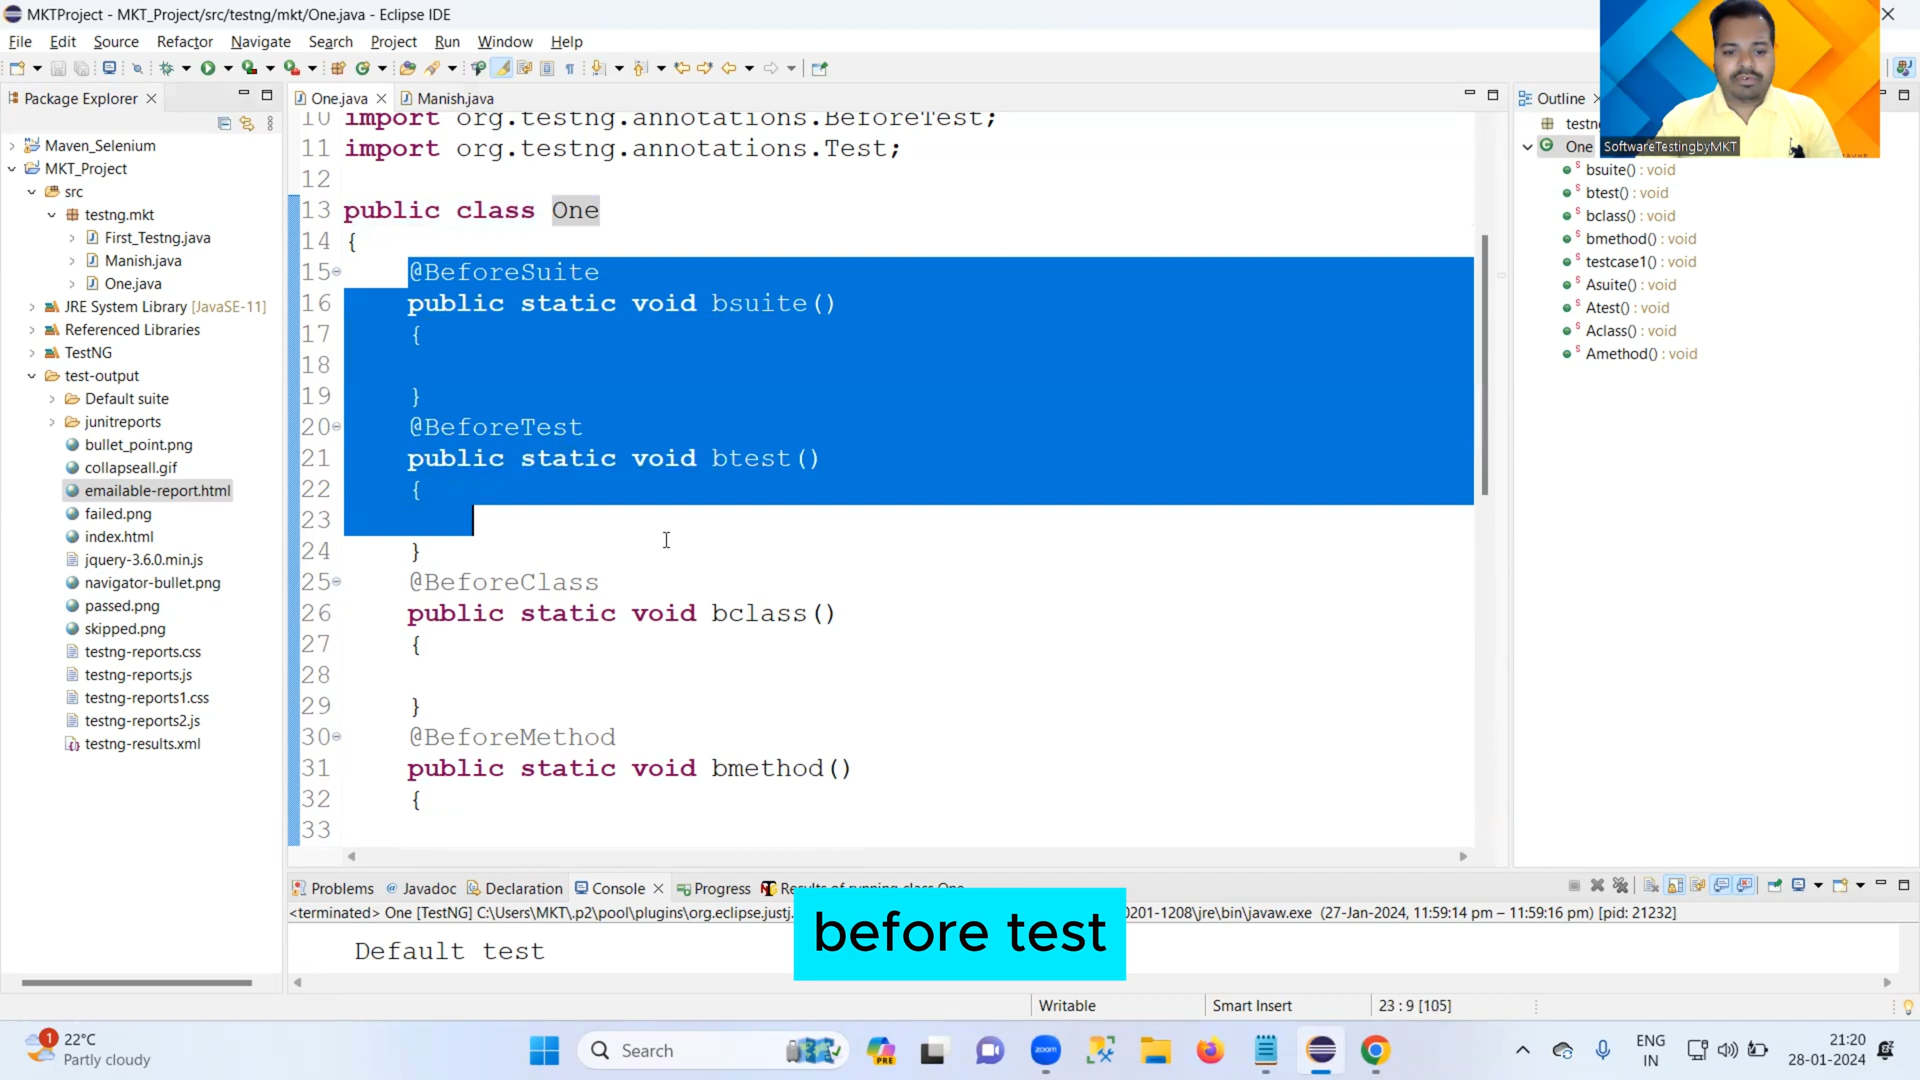 MKTProject - MKT_Project/src/testng/mkt/One.java - Eclipse IDE
File Edit Source Refactor Navigate Search Project Run Window Help
Package Explorer
One.java
Manish.java
Outline
Maven_Selenium
MKT_Project
src
testng.mkt
First_Testng.java
Manish.java
One.java
JRE System Library [JavaSE-11]
Referenced Libraries
TestNG
test-output
Default suite
junitreports
bullet_point.png
collapseall.gif
emailable-report.html
failed.png
index.html
jquery-3.6.0.min.js
navigator-bullet.png
passed.png
skipped.png
testng-reports.css
testng-reports.js
testng-reports1.css
testng-reports2.js
testng-results.xml
10 import org.testng.annotations.BeforeTest;
11 import org.testng.annotations.Test;
12
13 public class One
14 {
15 @BeforeSuite
16 public static void bsuite()
17 {
18
19 }
20 @BeforeTest
21 public static void btest()
22 {
23
24 }
25 @BeforeClass
26 public static void bclass()
27 {
28
29 }
30 @BeforeMethod
31 public static void bmethod()
32 {
33
SoftwareTestingbyMKT
testng
One
bsuite() : void
btest() : void
bclass() : void
bmethod() : void
testcase1() : void
Asuite() : void
Atest() : void
Aclass() : void
Amethod() : void
Problems @ Javadoc Declaration Console Progress Results of running class One
<terminated> One [TestNG] C:\Users\MKT\.p2\pool\plugins\org.eclipse.justj. 0201-1208\jre\bin\javaw.exe (27-Jan-2024, 11:59:14 pm – 11:59:16 pm) [pid: 21232]
Default test
before test
Writable
Smart Insert
23 : 9 [105]
1
22°C
Partly cloudy
Search
PRE
zoom
ENG
IN
21:20
28-01-2024